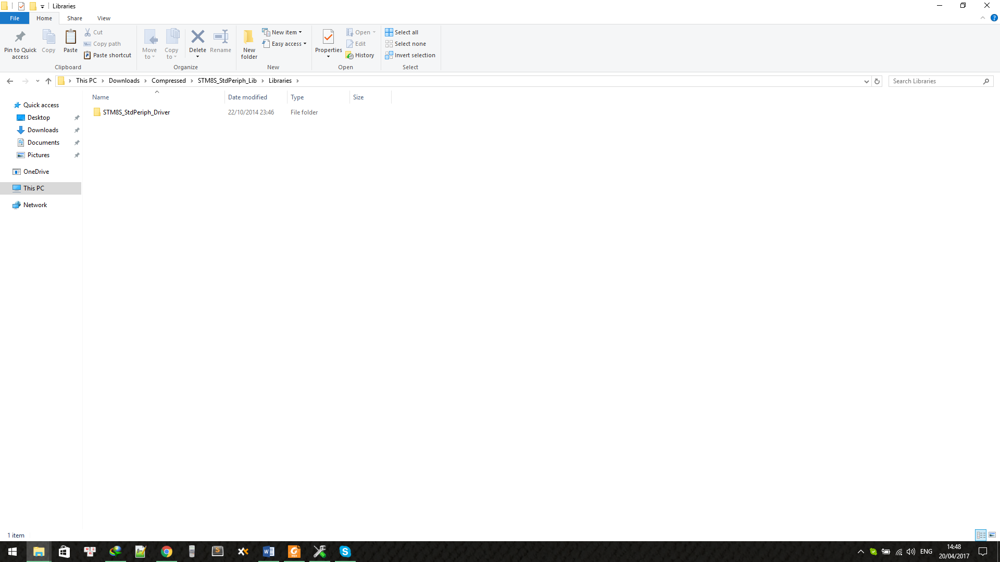 Libraries
File Home Share View
Pin to Quick access
Copy
Paste
Cut
Copy path
Paste shortcut
Clipboard
Move to
Copy to
Delete
Rename
Organize
New folder
New item
Easy access
New
Properties
Open
Edit
History
Open
Select all
Select none
Invert selection
Select
This PC Downloads Compressed STM8S_StdPeriph_Lib Libraries
Search Libraries
Name Date modified Type Size
STM8S_StdPeriph_Driver 22/10/2014 23:46 File folder
Quick access
Desktop
Downloads
Documents
Pictures
OneDrive
This PC
Network
1 item
ENG
14:48
20/04/2017